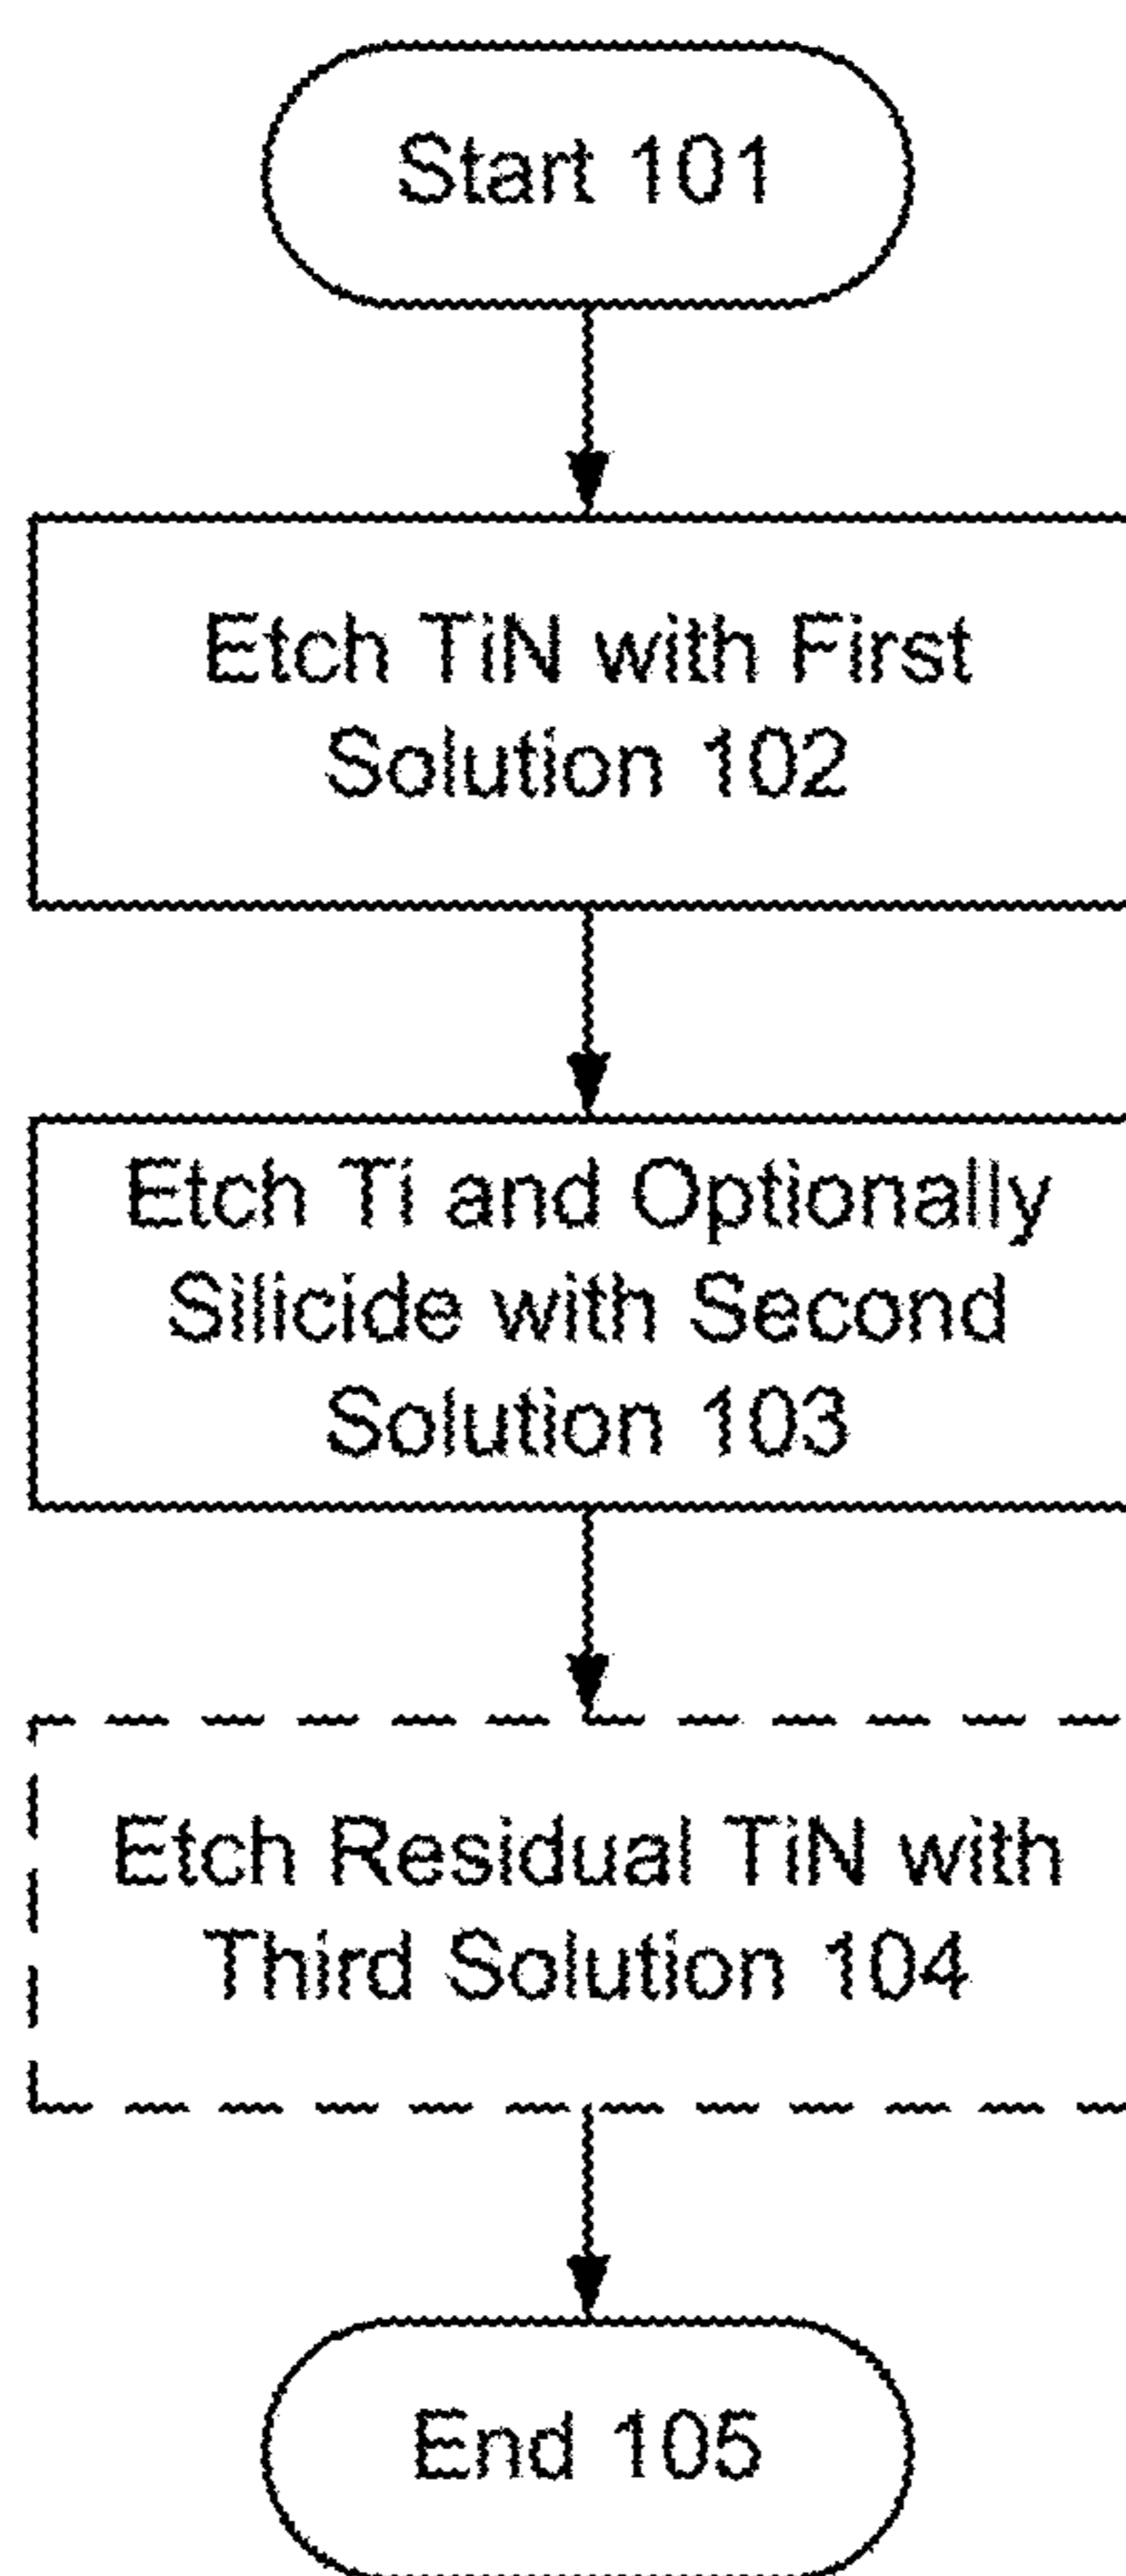 Start 101
Etch TiN with First
Solution 102
Etch Ti and Optionally
Silicide with Second
Solution 103
Etch Residual TiN with
Third Solution 104
End 105